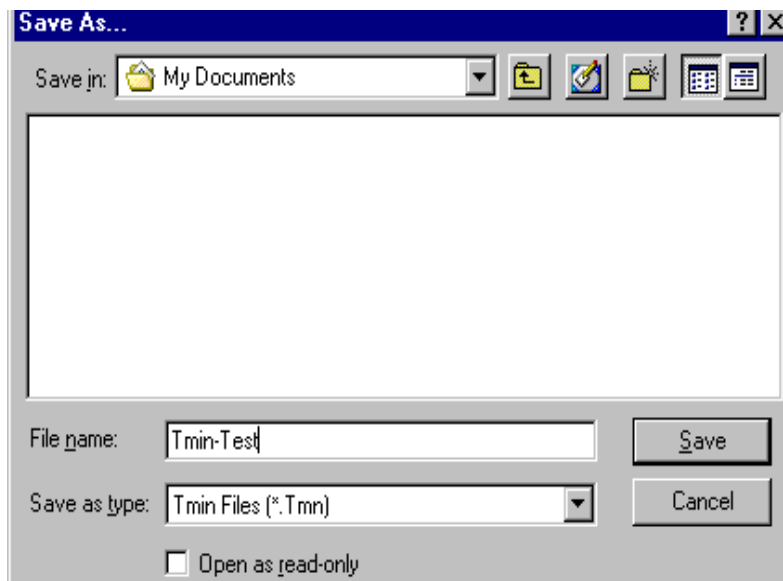 Save As...
Save in: My Documents
File name: Tmin-Test Save
Save as type: Tmin Files (*.Tmn) Cancel
Open as read-only